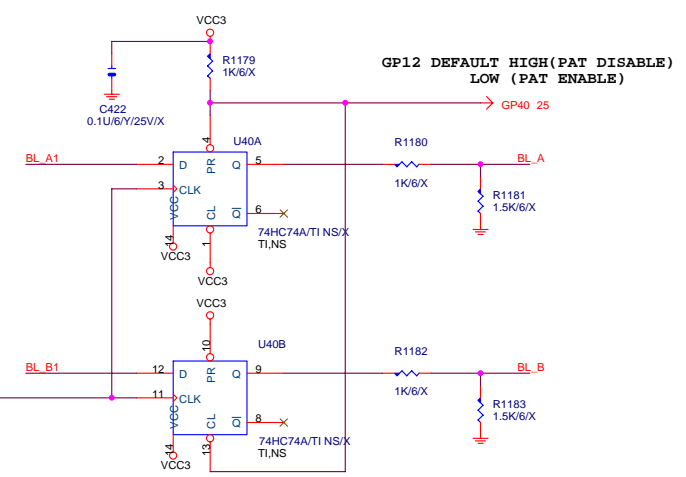 VCC3
R1179
1K/6/X
GP12 DEFAULT HIGH(PAT DISABLE)
LOW (PAT ENABLE)
C422
0.1U/6/Y/25V/X
GP40 25
4
U40A
R1180
BL_A1
2
D
PR
Q
5
BL_A
3
CLK
1K/6/X
R1181
1.5K/6/X
VCC
CL
Q
6
14
1
74HC74A/TI NS/X
TI,NS
VCC3
VCC3
VCC3
10
U40B
R1182
BL_B1
12
D
PR
Q
9
BL_B
11
CLK
1K/6/X
R1183
1.5K/6/X
VCC
CL
Q
8
14
13
74HC74A/TI NS/X
TI,NS
VCC3